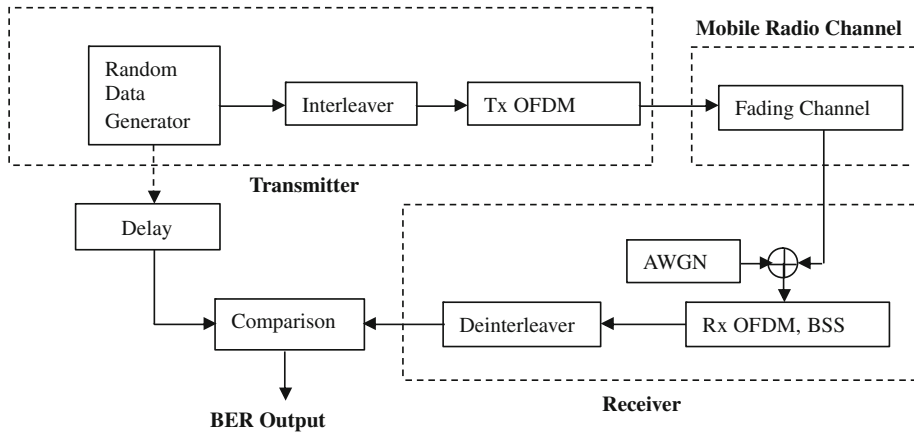 Mobile Radio Channel
Random
Data
Generator
Interleaver
Tx OFDM
Fading Channel
Transmitter
Delay
AWGN
Comparison
Deinterleaver
Rx OFDM, BSS
BER Output
Receiver